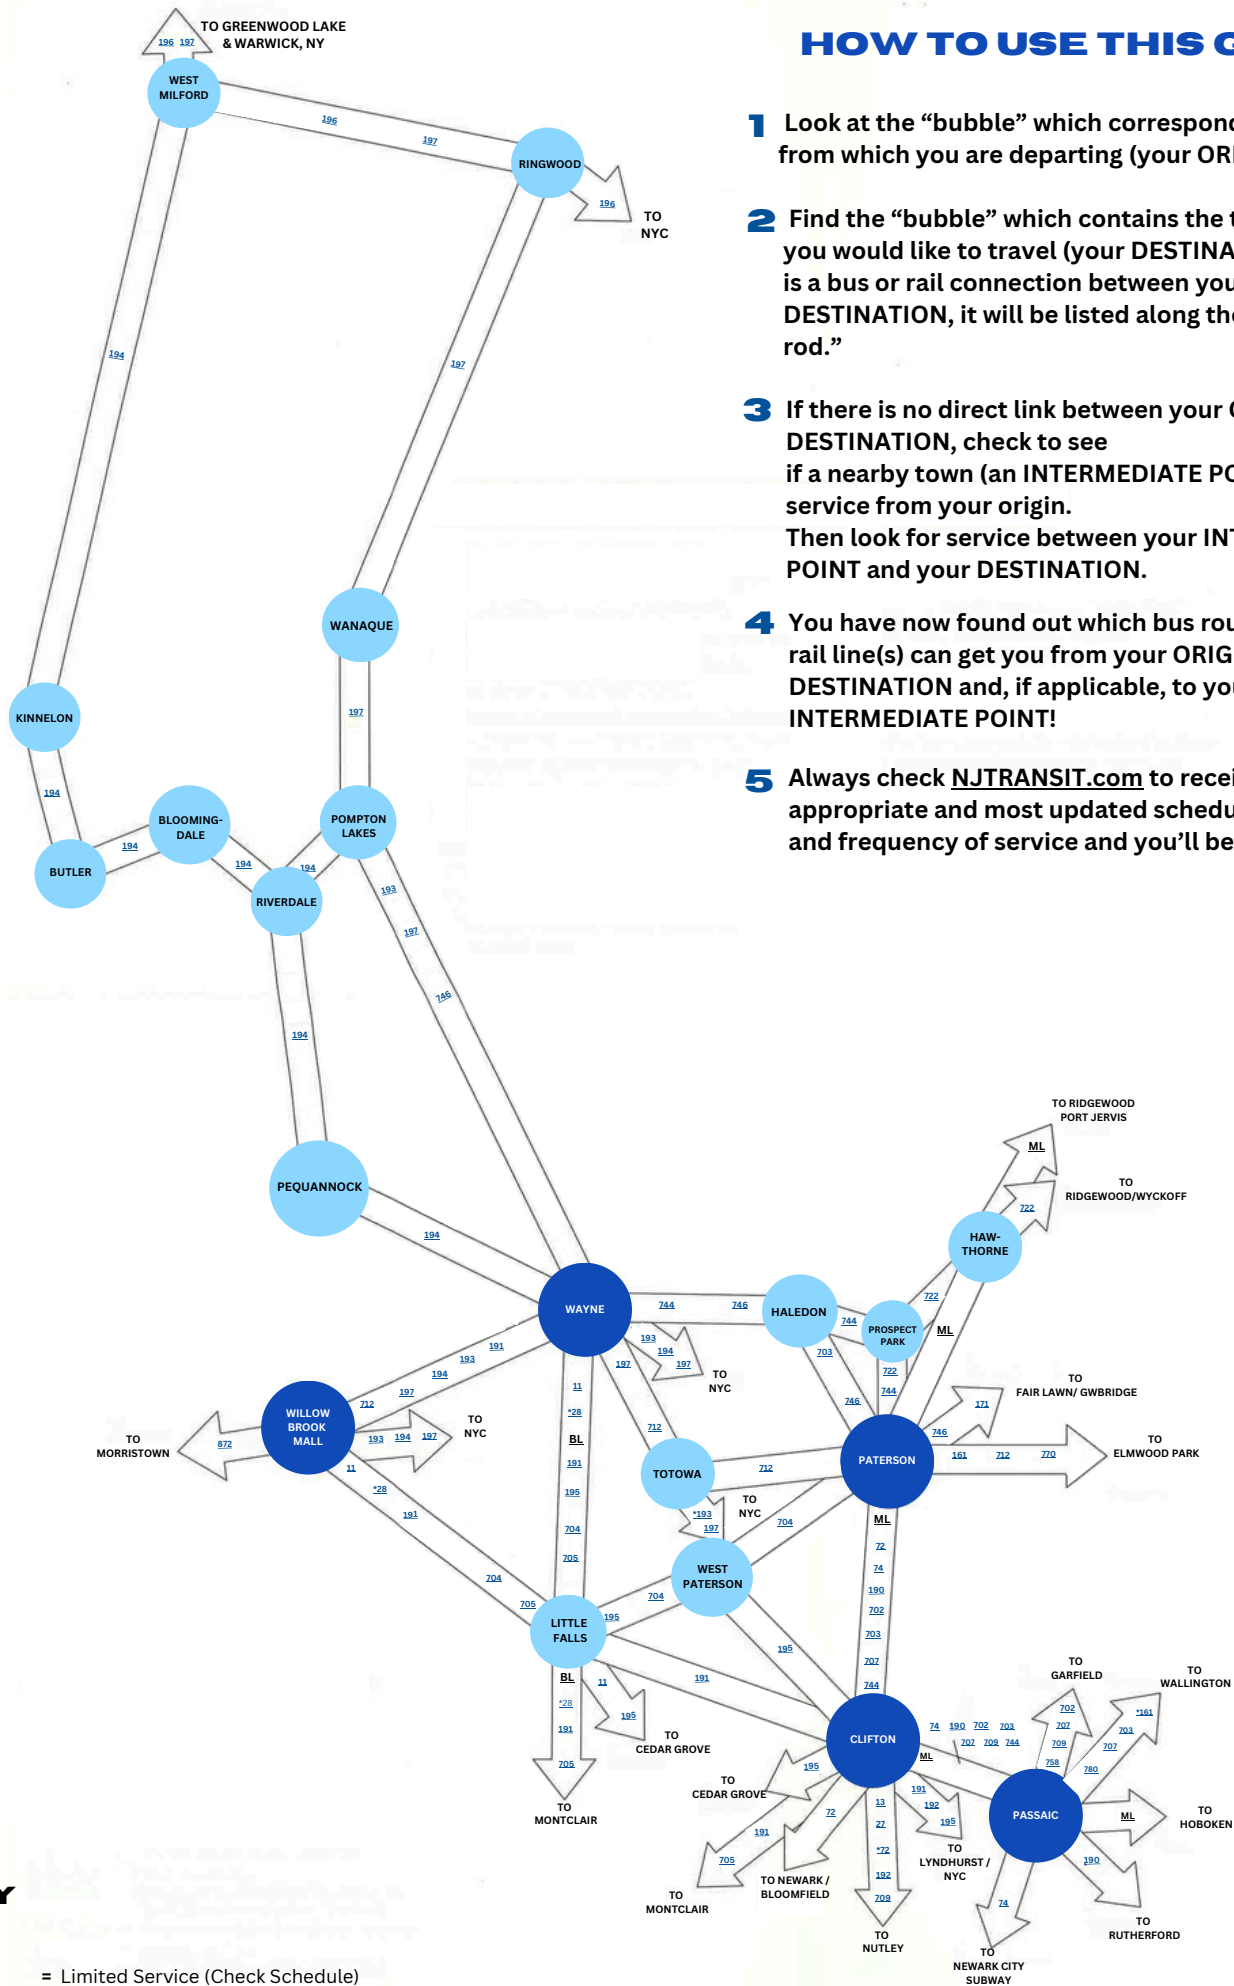 TO GREENWOOD LAKE
& WARWICK, NY
196 197
WEST
MILFORD
196
197
RINGWOOD
196
TO
NYC
194
197
WANAQUE
KINNELON
197
194
BLOOMING-
DALE
POMPTON
LAKES
194
194
194
BUTLER
RIVERDALE
193
197
746
194
PEQUANNOCK
194
HOW TO USE THIS G
1 Look at the “bubble” which correspond
from which you are departing (your ORI
2 Find the “bubble” which contains the t
you would like to travel (your DESTINA
is a bus or rail connection between you
DESTINATION, it will be listed along the
rod.”
3 If there is no direct link between your
DESTINATION, check to see
if a nearby town (an INTERMEDIATE PO
service from your origin.
Then look for service between your INT
POINT and your DESTINATION.
4 You have now found out which bus rou
rail line(s) can get you from your ORIG
DESTINATION and, if applicable, to you
INTERMEDIATE POINT!
5 Always check NJTRANSIT.com to recei
appropriate and most updated schedu
and frequency of service and you’ll be
TO RIDGEWOOD
PORT JERVIS
ML
TO
RIDGEWOOD/WYCKOFF
722
HAW-
THORNE
WAYNE
744 746
HALEDON
744
PROSPECT
PARK
722
ML
193
194
197
TO
NYC
197
712
703
746
722
744
191
193
194
197
712
WILLOW
BROOK
MALL
TO
MORRISTOWN
872
193 194 197
TO
NYC
11
*28
191
704
705
11
*28
BL
191
195
704
705
TOTOWA
712
*193
197
TO
NYC
704
PATERSON
746
171
TO
FAIR LAWN/ GWBRIDGE
161 712 770
TO
ELMWOOD PARK
WEST
PATERSON
704
195
LITTLE
FALLS
195
191
ML
72
74
190
702
703
707
744
BL
*28
191
705
TO
MONTCLAIR
11
195
TO
CEDAR GROVE
CLIFTON
74 190 702 703
707 709 744
ML
PASSAIC
195
TO
CEDAR GROVE
191
705
TO
MONTCLAIR
72
TO NEWARK /
BLOOMFIELD
13
27
*72
192
709
TO
NUTLEY
191
192
195
TO
LYNDHURST /
NYC
TO
GARFIELD
702
707
709
758
TO
WALLINGTON
*161
703
707
780
ML
TO
HOBOKEN
190
TO
RUTHERFORD
74
TO
NEWARK CITY
SUBWAY
Y
= Limited Service (Check Schedule)